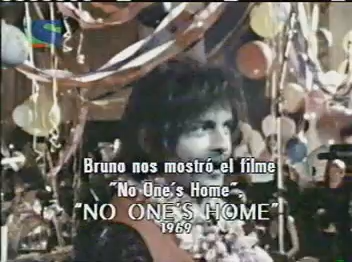 Bruno nos mostró el filme
"No One's Home",
"NO ONE'S HOME"
1969